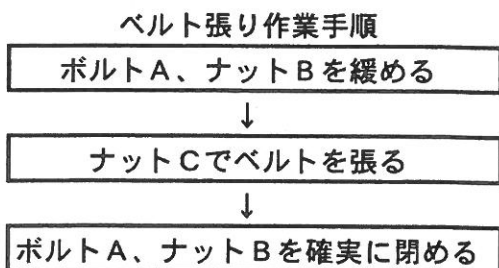 ベルト張り作業手順
ボルトA、ナットBを緩める
↓
ナットCでベルトを張る
↓
ボルトA、ナットBを確実に閉める